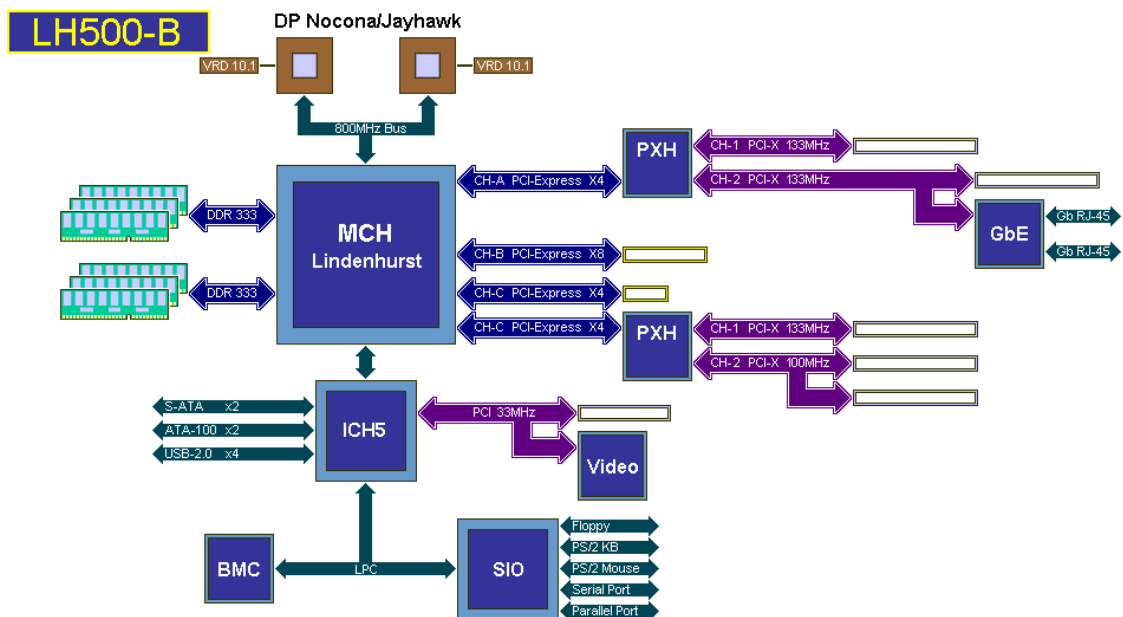 LH500-B
DP Nocona/Jayhawk
VRD 10.1
VRD 10.1
800MHz Bus
MCH
Lindenhurst
DDR 333
DDR 333
CH-A PCI-Express X4
CH-B PCI-Express X8
CH-C PCI-Express X4
CH-C PCI-Express X4
PXH
CH-1 PCI-X 133MHz
CH-2 PCI-X 133MHz
GbE
Gb RJ-45
Gb RJ-45
PXH
CH-1 PCI-X 133MHz
CH-2 PCI-X 100MHz
S-ATA x2
ATA-100 x2
USB-2.0 x4
ICH5
PCI 33MHz
Video
BMC
LPC
SIO
Floppy
PS/2 KB
PS/2 Mouse
Serial Port
Parallel Port